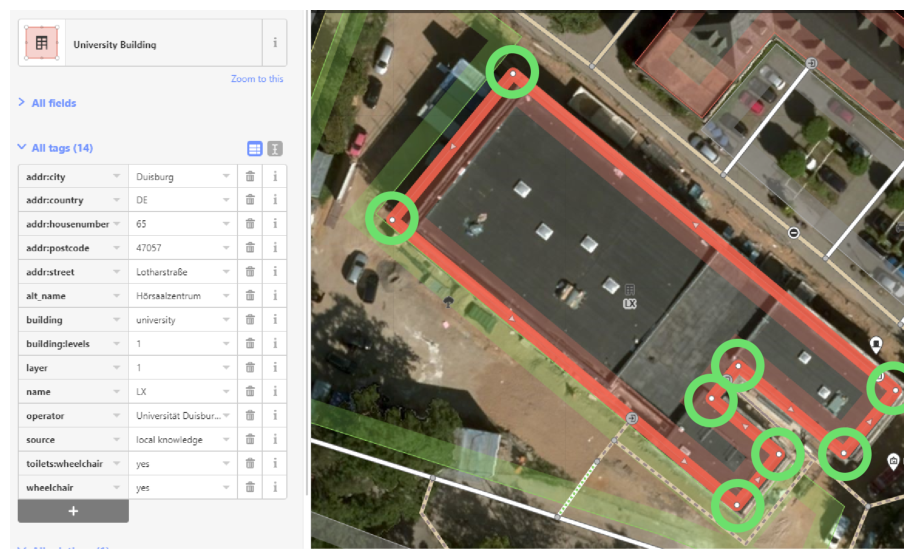 University Building
i
Zoom to this
All fields
All tags (14)
addr:city Duisburg i
addr:country DE i
addr:housenumber 65 i
addr:postcode 47057 i
addr:street Lotharstraße i
alt_name Hörsaalzentrum i
building university i
building:levels 1 i
layer 1 i
name LX i
operator Universität Duisbur... i
source local knowledge i
toilets:wheelchair yes i
wheelchair yes i
+
LX